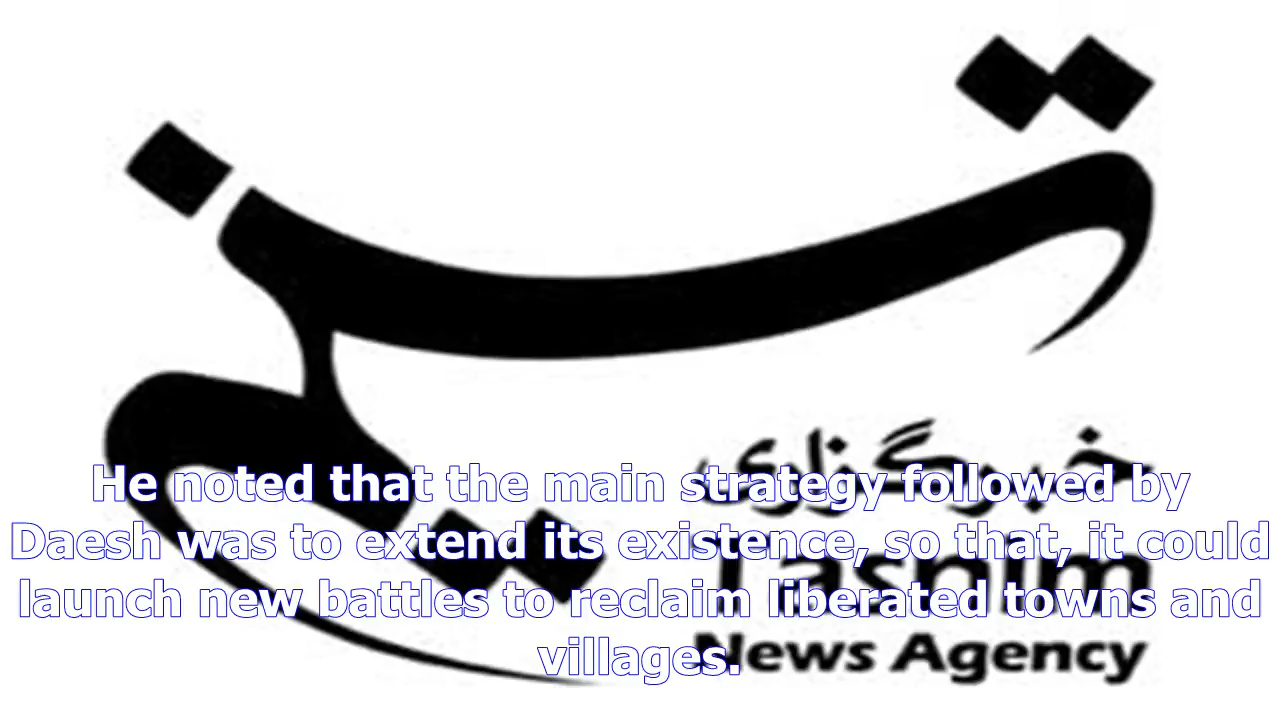 تسنیم
خبرگزاری
He noted that the main strategy followed by
Daesh was to extend its existence, so that, it could
launch new battles to reclaim liberated towns and
villages.
Tasnim
News Agency